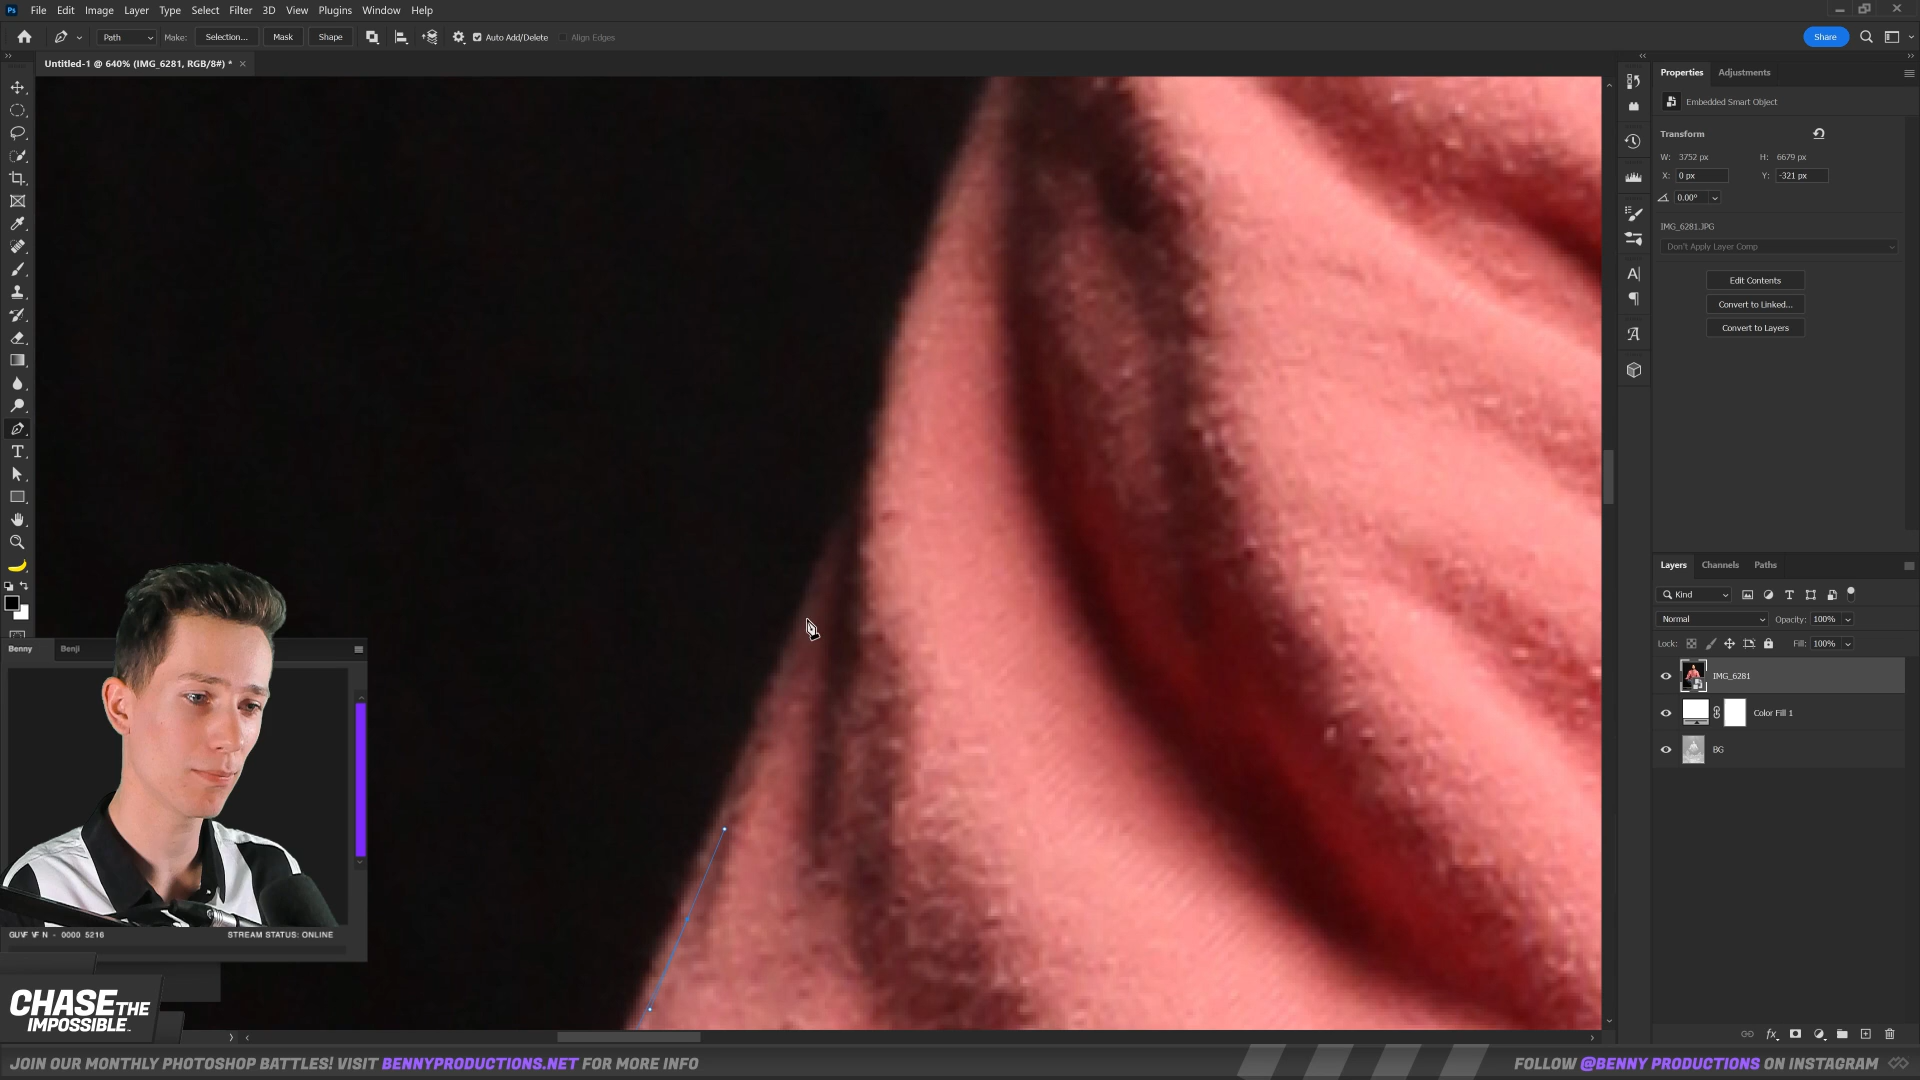 Ps File Edit Image Layer Type Select Filter 3D View Plugins Window Help
Path Make: Selection... Mask Shape Auto Add/Delete Align Edges Share
Untitled-1 @ 640% (IMG_6281, RGB/8#) *
Properties Adjustments
Embedded Smart Object
Transform
W: 3752 px H: 6679 px
X: 0 px Y: -321 px
0.00°
IMG_6281.JPG
Don't Apply Layer Comp
Edit Contents
Convert to Linked...
Convert to Layers
Layers Channels Paths
Kind
Normal Opacity: 100%
Lock: Fill: 100%
IMG_6281
Color Fill 1
BG
Benny Benji
STREAM STATUS: ONLINE
CHASE THE
IMPOSSIBLE.
JOIN OUR MONTHLY PHOTOSHOP BATTLES! VISIT BENNYPRODUCTIONS.NET FOR MORE INFO
FOLLOW @BENNY PRODUCTIONS ON INSTAGRAM